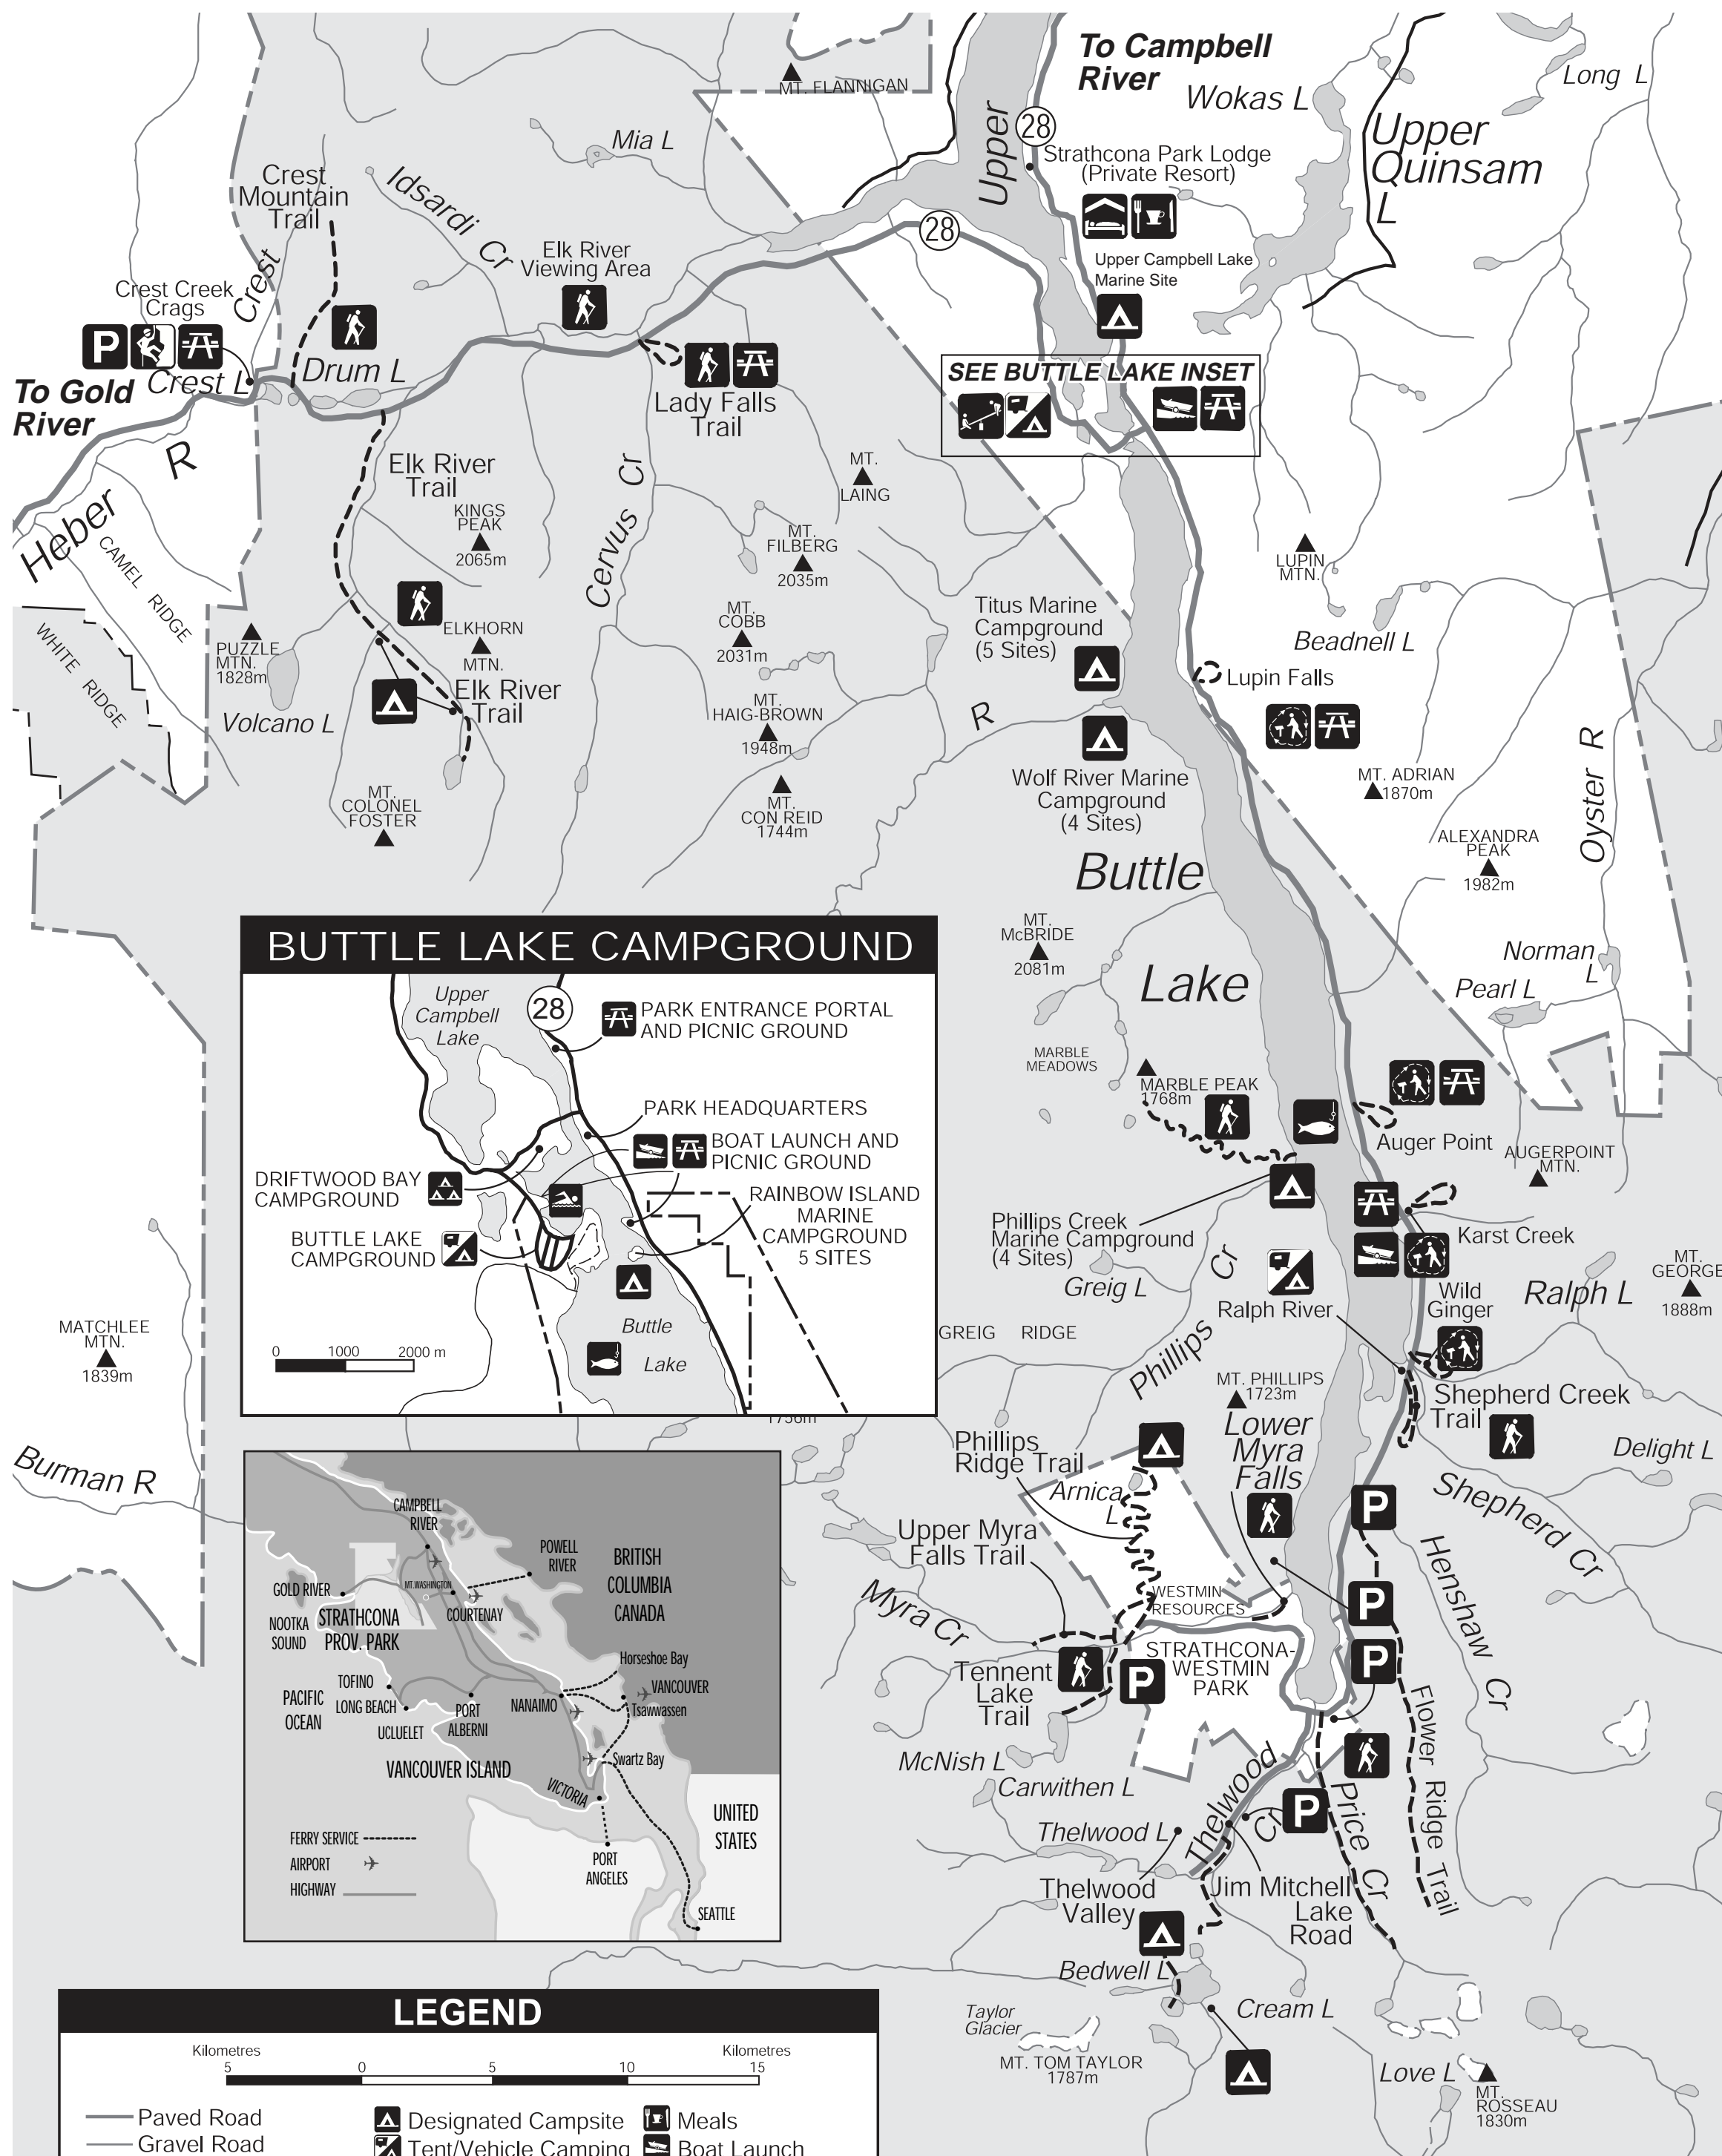 To Campbell
River
MT. FLANNIGAN
Long L
Wokas L
Upper
Quinsam
L
Mia L
Upper
28
Strathcona Park Lodge
(Private Resort)
Crest
Mountain
Trail
Idsardi Cr
28
Elk River
Viewing Area
Upper Campbell Lake
Marine Site
Crest
Crest Creek
Crags
P
Drum L
Crest L
To Gold
River
SEE BUTTLE LAKE INSET
Lady Falls
Trail
R
Heber
Elk River
Trail
KINGS
PEAK
2065m
Cervus Cr
MT.
LAING
MT.
FILBERG
2035m
CAMEL RIDGE
LUPIN
MTN.
WHITE RIDGE
PUZZLE
MTN.
1828m
ELKHORN
MTN.
MT.
COBB
2031m
Titus Marine
Campground
(5 Sites)
Beadnell L
Lupin Falls
Elk River
Trail
Volcano L
MT.
HAIG-BROWN
1948m
R
Wolf River Marine
Campground
(4 Sites)
MT. ADRIAN
1870m
Oyster R
MT.
COLONEL
FOSTER
MT.
CON REID
1744m
ALEXANDRA
PEAK
1982m
Buttle
Lake
MT.
McBRIDE
2081m
Norman
L
Pearl L
BUTTLE LAKE CAMPGROUND
Upper
Campbell
Lake
28
PARK ENTRANCE PORTAL
AND PICNIC GROUND
PARK HEADQUARTERS
BOAT LAUNCH AND
PICNIC GROUND
DRIFTWOOD BAY
CAMPGROUND
RAINBOW ISLAND
MARINE
CAMPGROUND
5 SITES
BUTTLE LAKE
CAMPGROUND
Buttle
Lake
0 1000 2000 m
MARBLE
MEADOWS
MARBLE PEAK
1768m
Auger Point
AUGERPOINT
MTN.
Phillips Creek
Marine Campground
(4 Sites)
Karst Creek
Greig L
Phillips Cr
Ralph River
Wild
Ginger
Ralph L
MT.
GEORGE
1888m
GREIG RIDGE
MATCHLEE
MTN.
1839m
MT. PHILLIPS
1723m
Shepherd Creek
Trail
1756m
Lower
Myra
Falls
Phillips
Ridge Trail
Delight L
Burman R
Arnica
L
P
Shepherd Cr
Upper Myra
Falls Trail
Henshaw Cr
WESTMIN
RESOURCES
P
Myra Cr
STRATHCONA-
WESTMIN
PARK
P
Tennent
Lake
Trail
P
Flower Ridge Trail
McNish L
Carwithen L
Thelwood Cr
P
Price Cr
Thelwood L
Thelwood
Valley
Jim Mitchell
Lake
Road
Bedwell L
Cream L
Taylor
Glacier
MT. TOM TAYLOR
1787m
Love L
MT.
ROSSEAU
1830m
CAMPBELL
RIVER
POWELL
RIVER
BRITISH
COLUMBIA
CANADA
GOLD RIVER
MT.WASHINGTON
COURTENAY
NOOTKA
SOUND
STRATHCONA
PROV. PARK
Horseshoe Bay
TOFINO
VANCOUVER
PACIFIC
OCEAN
LONG BEACH
PORT
ALBERNI
NANAIMO
Tsawwassen
UCLUELET
Swartz Bay
VANCOUVER ISLAND
VICTORIA
UNITED
STATES
FERRY SERVICE
AIRPORT
HIGHWAY
PORT
ANGELES
SEATTLE
LEGEND
Kilometres Kilometres
5 0 5 10 15
Paved Road
Gravel Road
Designated Campsite
Tent/Vehicle Camping
Meals
Boat Launch